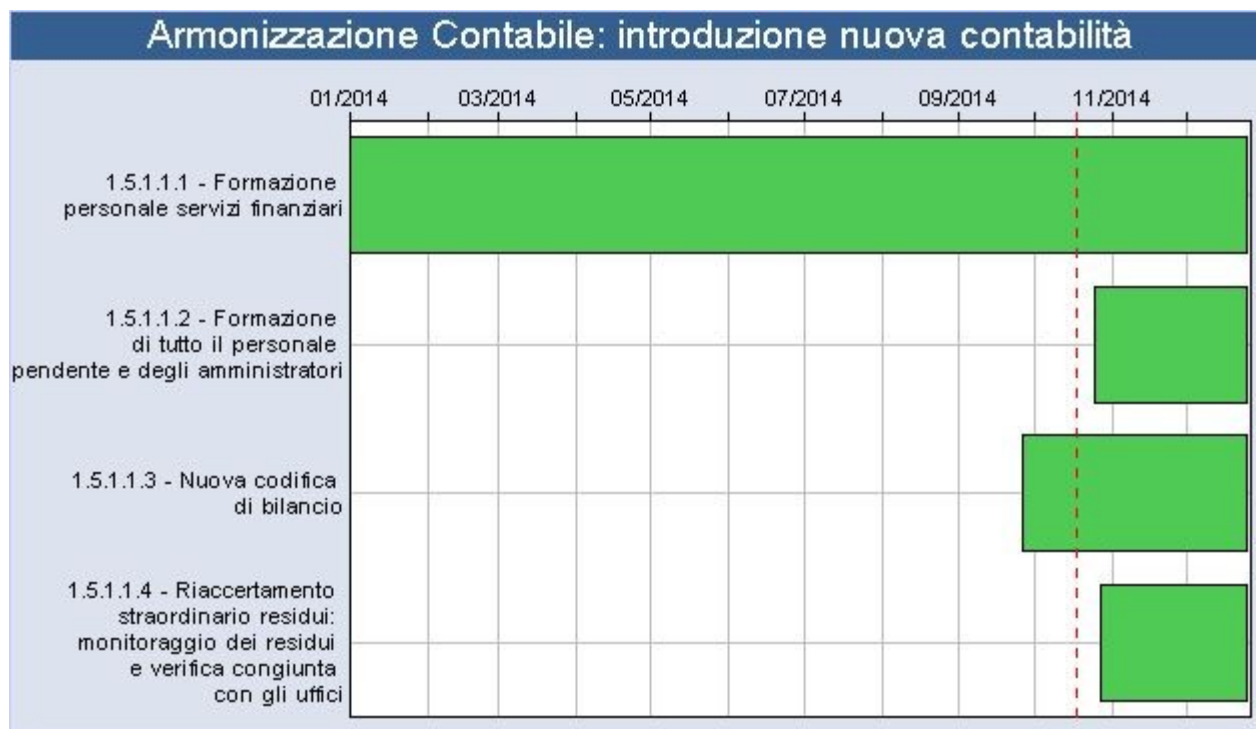 Armonizzazione Contabile: introduzione nuova contabilità
01/2014 03/2014 05/2014 07/2014 09/2014 11/2014
1.5.1.1.1 - Formazione
personale servizi finanziari
1.5.1.1.2 - Formazione
di tutto il personale
pendente e degli amministratori
1.5.1.1.3 - Nuova codifica
di bilancio
1.5.1.1.4 - Riaccertamento
straordinario residui:
monitoraggio dei residui
e verifica congiunta
con gli uffici